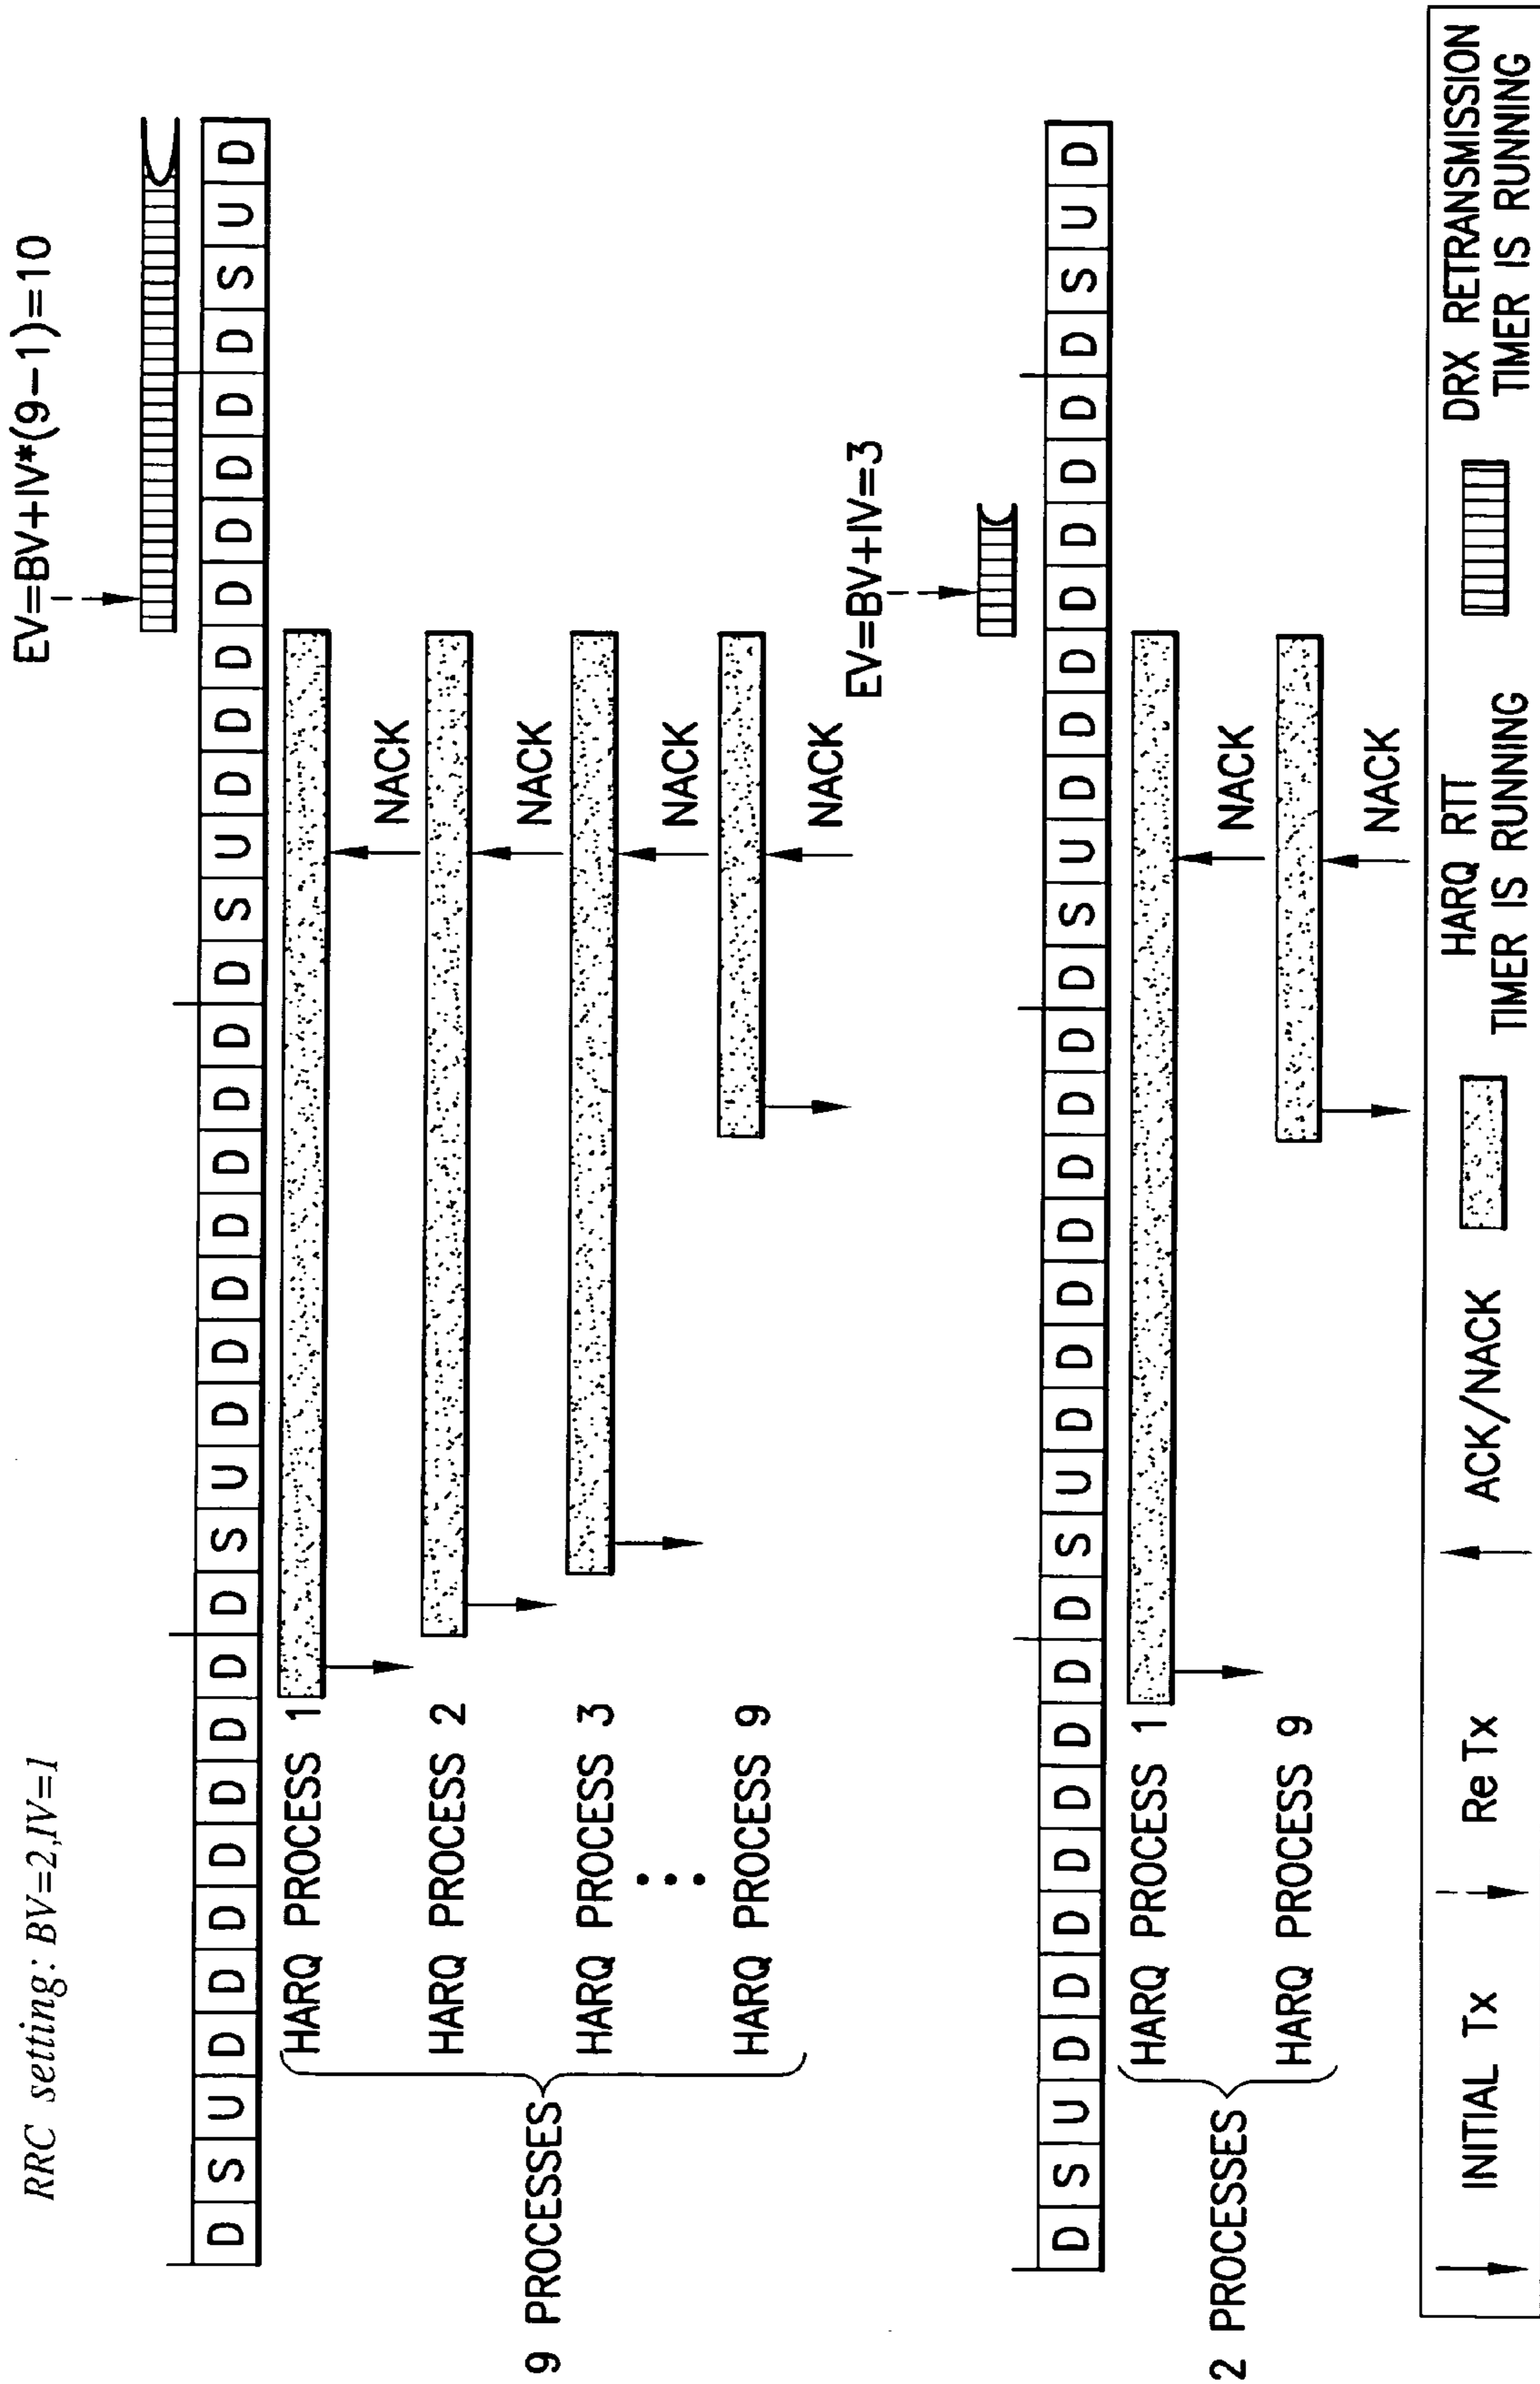 RRC setting: BV=2,IV=1
EV=BV+IV*(9-1)=10
D S U D D D D D D D D S U D D D D D D D D S U D D D D D D D D S U D
9 PROCESSES
HARQ PROCESS 1
NACK
HARQ PROCESS 2
NACK
HARQ PROCESS 3
NACK
HARQ PROCESS 9
NACK
EV=BV+IV=3
D S U D D D D D D D D S U D D D D D D D D S U D D D D D D D D S U D
2 PROCESSES
HARQ PROCESS 1
NACK
HARQ PROCESS 9
NACK
INITIAL Tx
Re Tx
ACK/NACK
HARQ RTT
TIMER IS RUNNING
DRX RETRANSMISSION
TIMER IS RUNNING